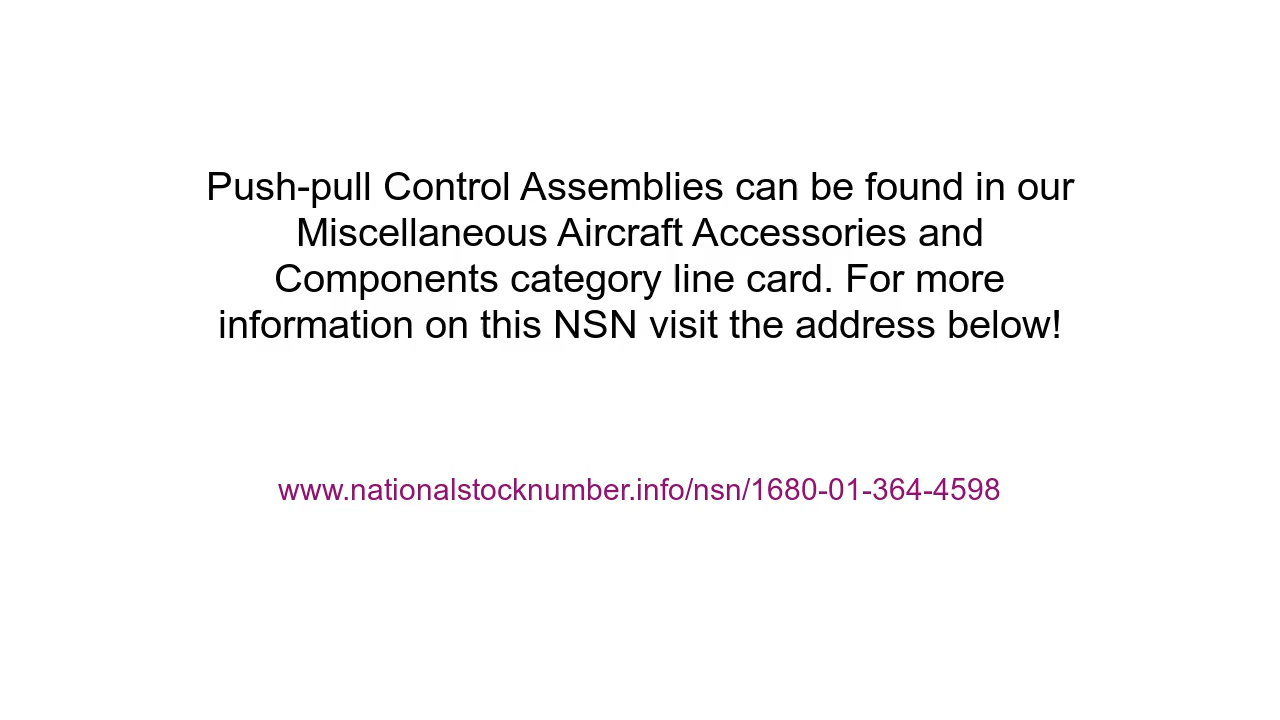 Push-pull Control Assemblies can be found in our
Miscellaneous Aircraft Accessories and
Components category line card. For more
information on this NSN visit the address below!
www.nationalstocknumber.info/nsn/1680-01-364-4598